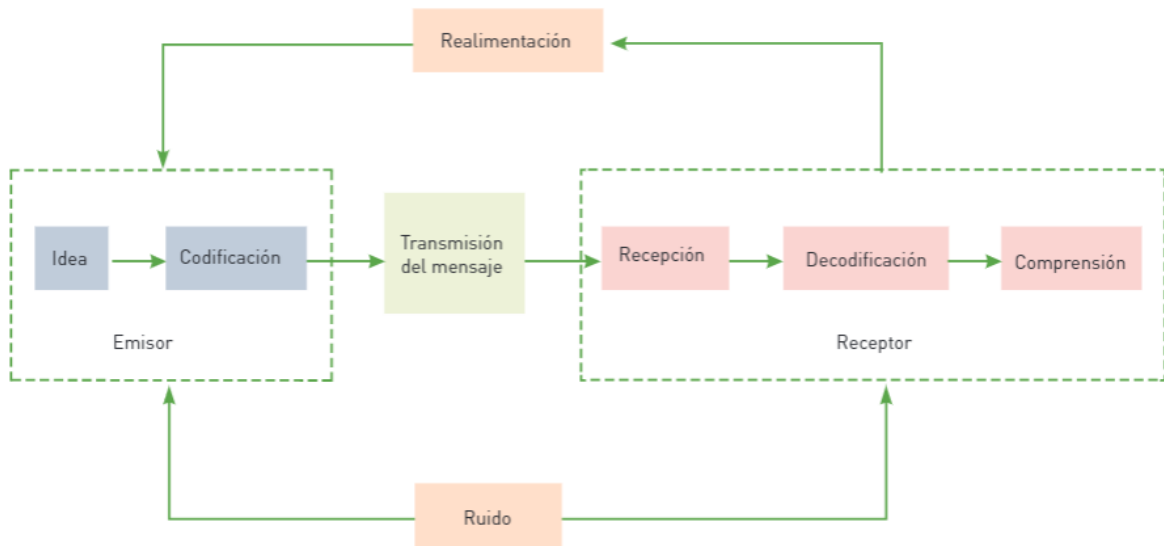 Realimentación
Idea
Codificación
Emisor
Transmisión
del mensaje
Recepción
Decodificación
Comprensión
Receptor
Ruido